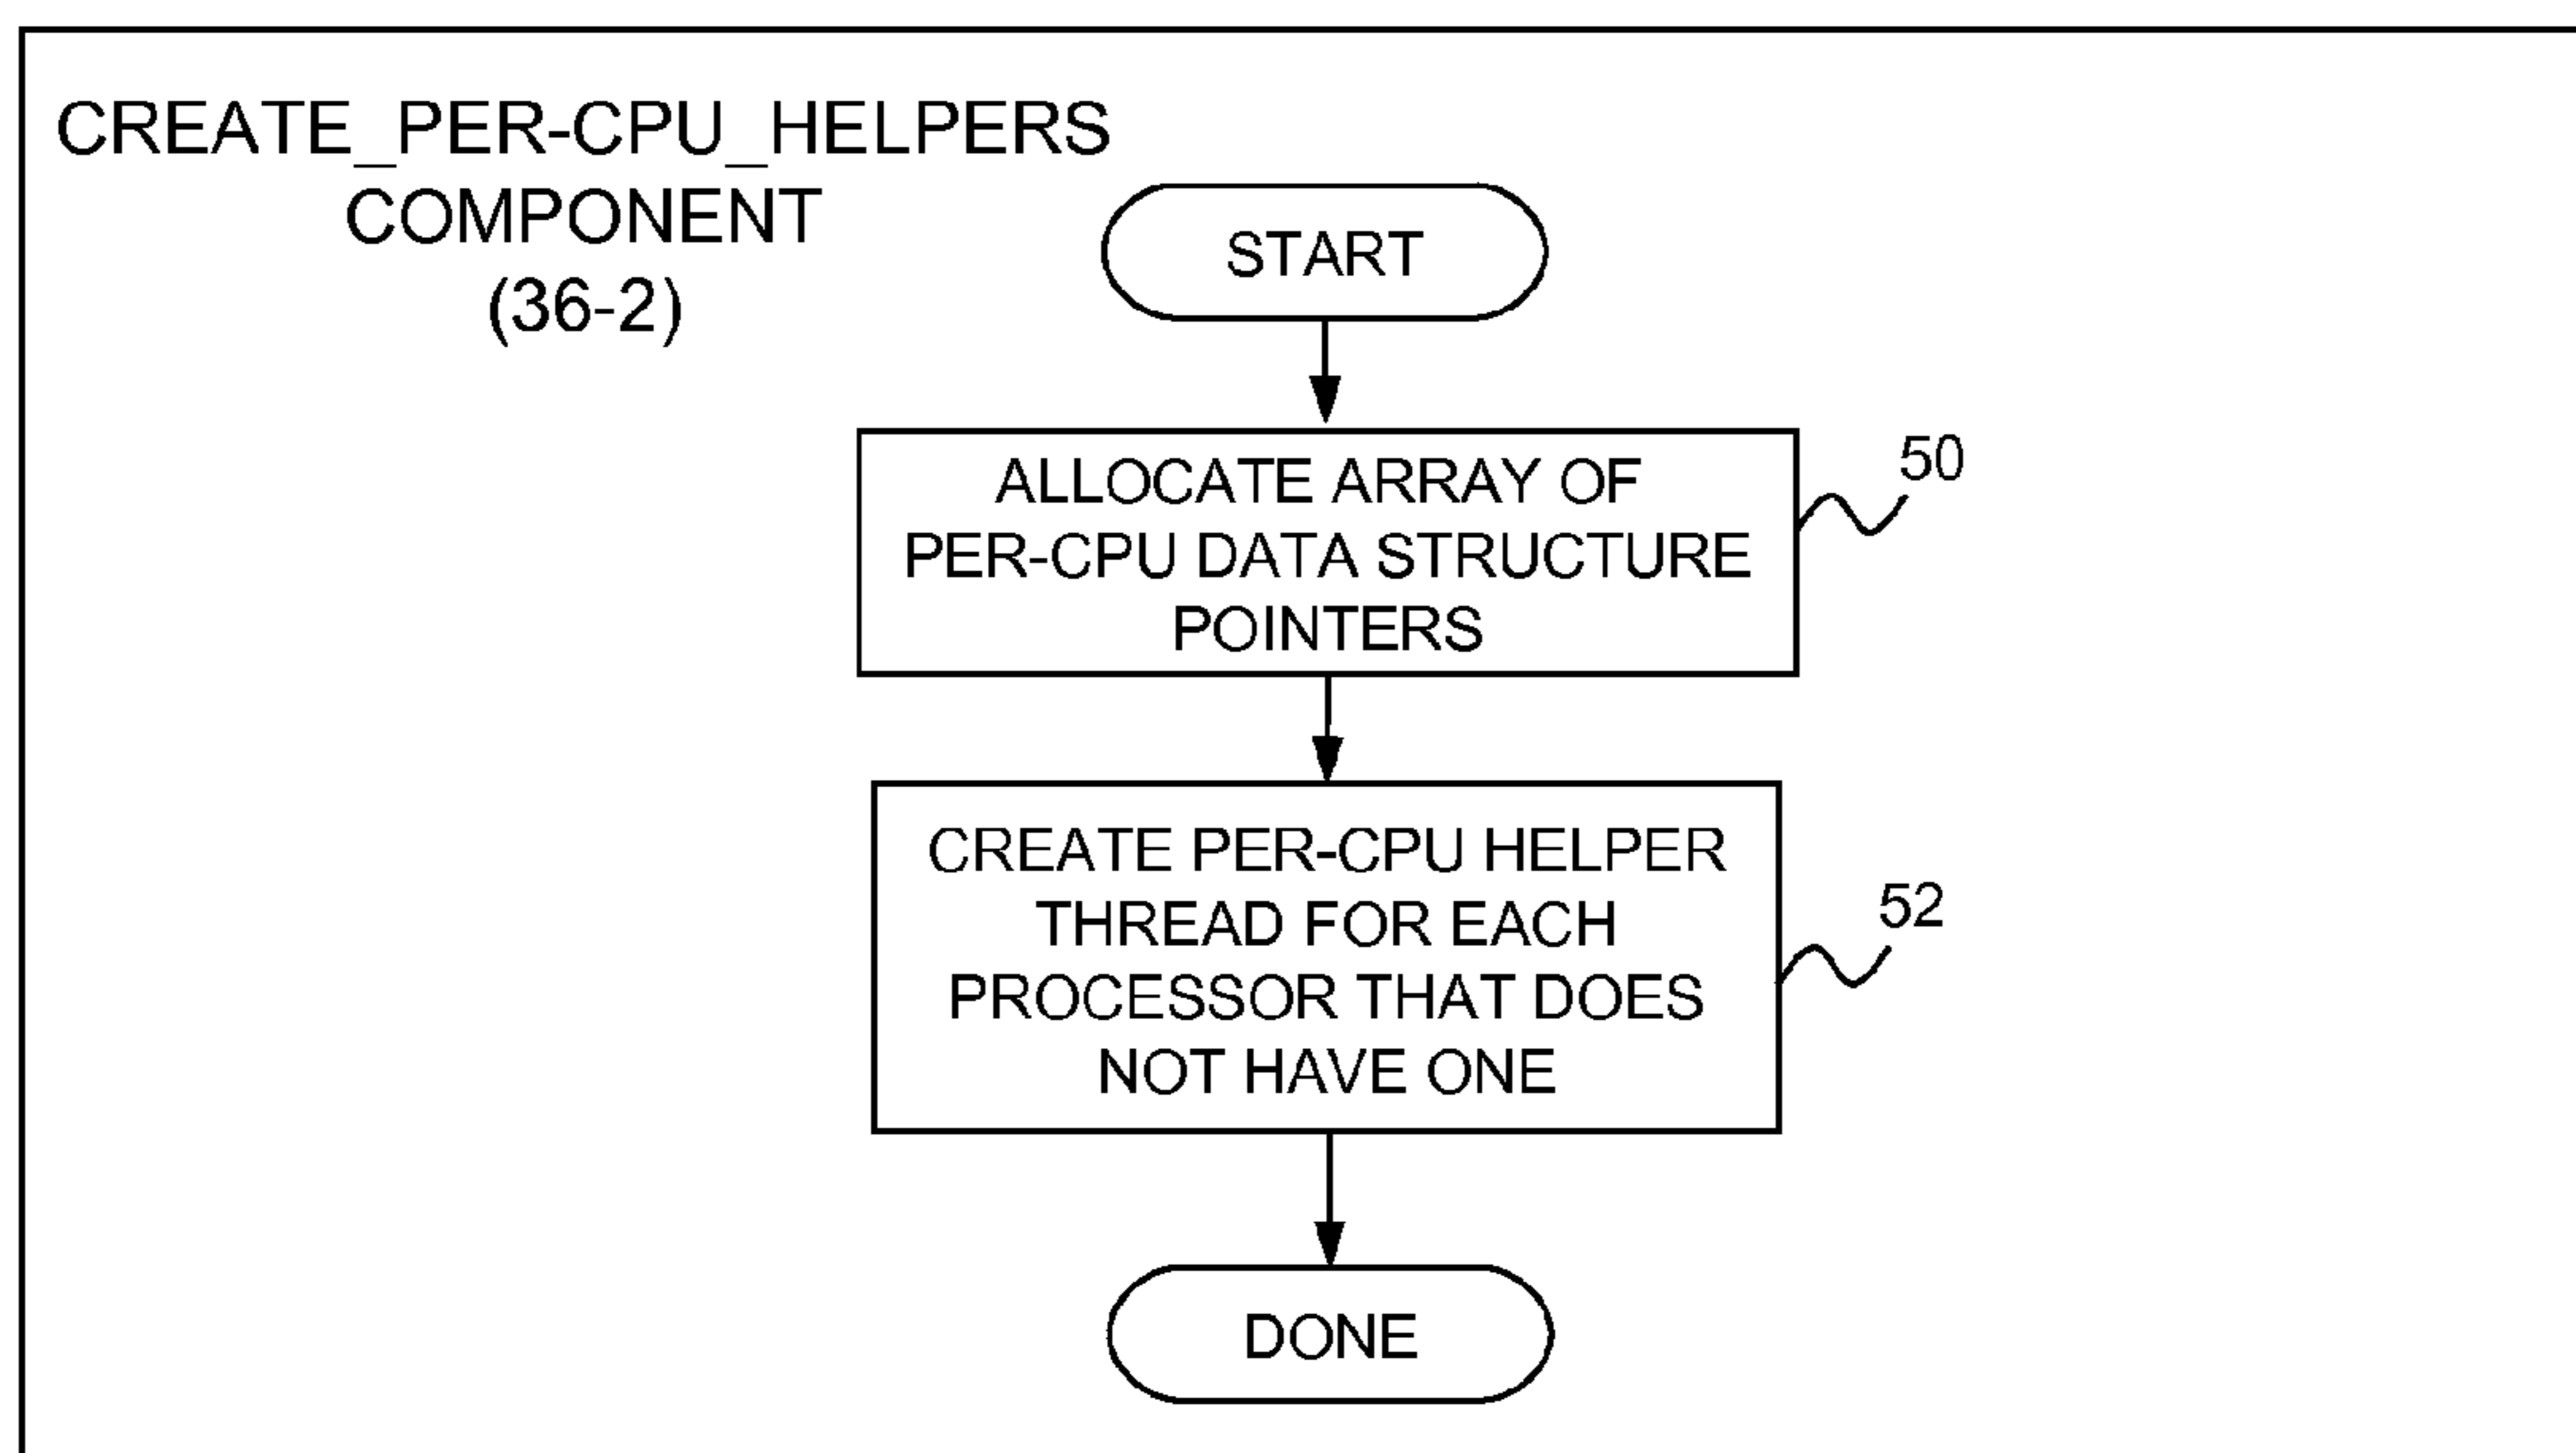 CREATE_PER-CPU_HELPERS
COMPONENT
(36-2)
START
ALLOCATE ARRAY OF
PER-CPU DATA STRUCTURE
POINTERS
50
CREATE PER-CPU HELPER
THREAD FOR EACH
PROCESSOR THAT DOES
NOT HAVE ONE
52
DONE